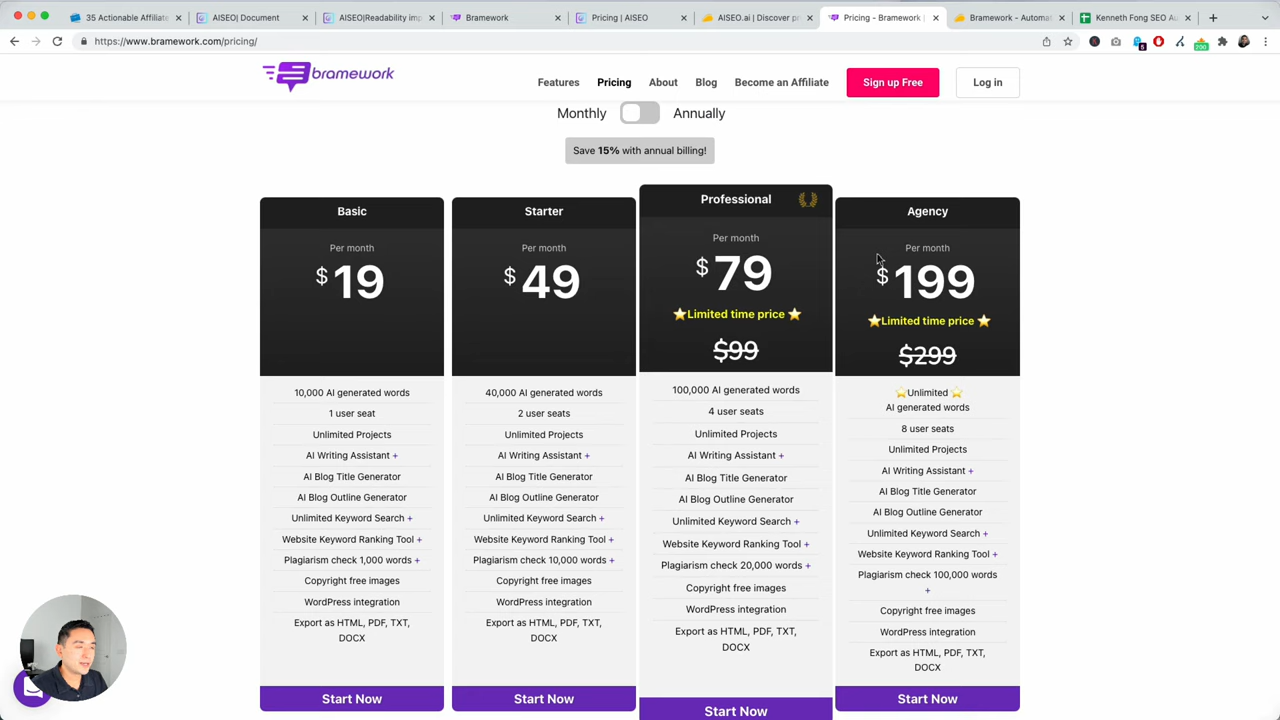 35 Actionable Affiliate
AISEO| Document
AISEO|Readability imp
Bramework
Pricing | AISEO
AISEO.ai | Discover pr
Pricing - Bramework |
Bramework - Automat
Kenneth Fong SEO Au
https://www.bramework.com/pricing/
5
200
bramework
Features
Pricing
About
Blog
Become an Affiliate
Sign up Free
Log in
Monthly
Annually
Save 15% with annual billing!
Basic
Per month
$19
10,000 AI generated words
1 user seat
Unlimited Projects
AI Writing Assistant +
AI Blog Title Generator
AI Blog Outline Generator
Unlimited Keyword Search +
Website Keyword Ranking Tool +
Plagiarism check 1,000 words +
Copyright free images
WordPress integration
Export as HTML, PDF, TXT,
DOCX
Start Now
Starter
Per month
$49
40,000 AI generated words
2 user seats
Unlimited Projects
AI Writing Assistant +
AI Blog Title Generator
AI Blog Outline Generator
Unlimited Keyword Search +
Website Keyword Ranking Tool +
Plagiarism check 10,000 words +
Copyright free images
WordPress integration
Export as HTML, PDF, TXT,
DOCX
Start Now
Professional
Per month
$79
⭐Limited time price ⭐
$99
100,000 AI generated words
4 user seats
Unlimited Projects
AI Writing Assistant +
AI Blog Title Generator
AI Blog Outline Generator
Unlimited Keyword Search +
Website Keyword Ranking Tool +
Plagiarism check 20,000 words +
Copyright free images
WordPress integration
Export as HTML, PDF, TXT,
DOCX
Start Now
Agency
Per month
$199
⭐Limited time price ⭐
$299
⭐Unlimited ⭐
AI generated words
8 user seats
Unlimited Projects
AI Writing Assistant +
AI Blog Title Generator
AI Blog Outline Generator
Unlimited Keyword Search +
Website Keyword Ranking Tool +
Plagiarism check 100,000 words
+
Copyright free images
WordPress integration
Export as HTML, PDF, TXT,
DOCX
Start Now